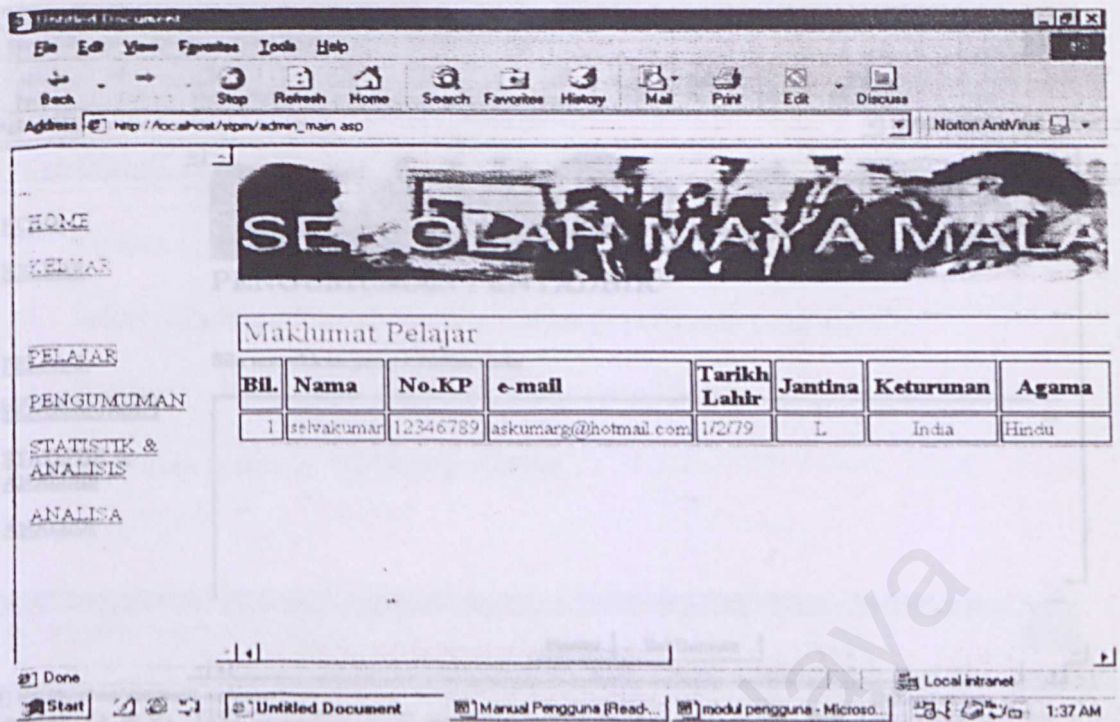 Untitled Document
File Edit View Favorites Tools Help
Back Stop Refresh Home Search Favorites History Mail Print Edit Discuss
Address http://localhost/stpm/admin_main.asp Norton AntiVirus
SEKOLAH MAYA MALA
HOME
KELUAR
PELAJAR
PENGUMUMAN
STATISTIK &
ANALISIS
ANALISA
Maklumat Pelajar
Bil. Nama No.KP e-mail Tarikh Lahir Jantina Keturunan Agama
1 selvakumar 12346789 askumarg@hotmail.com 1/2/79 L India Hindu
Done Local intranet
Start Untitled Document Manual Pengguna (Read-... modul pengguna - Microso... 1:37 AM